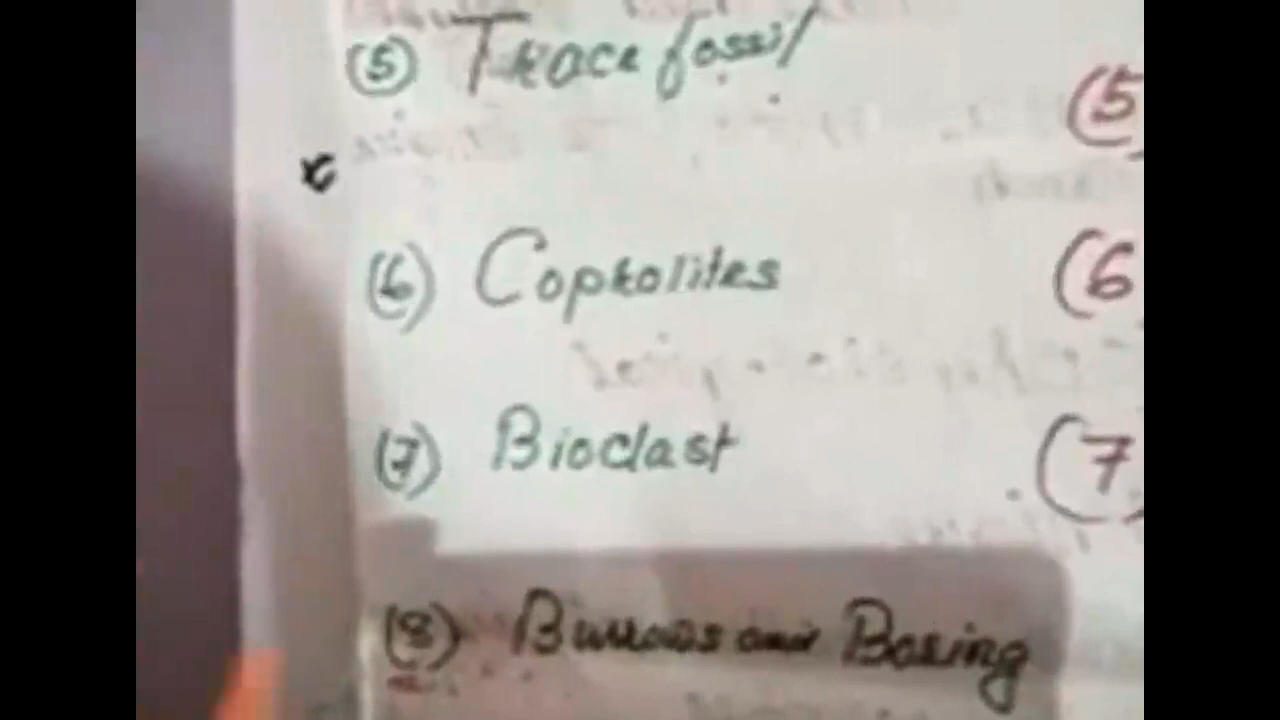 (5) Trace fossil
(5)
(6) Coprolites
(6
(7) Bioclast
(7)
(8) Burrows and Boring